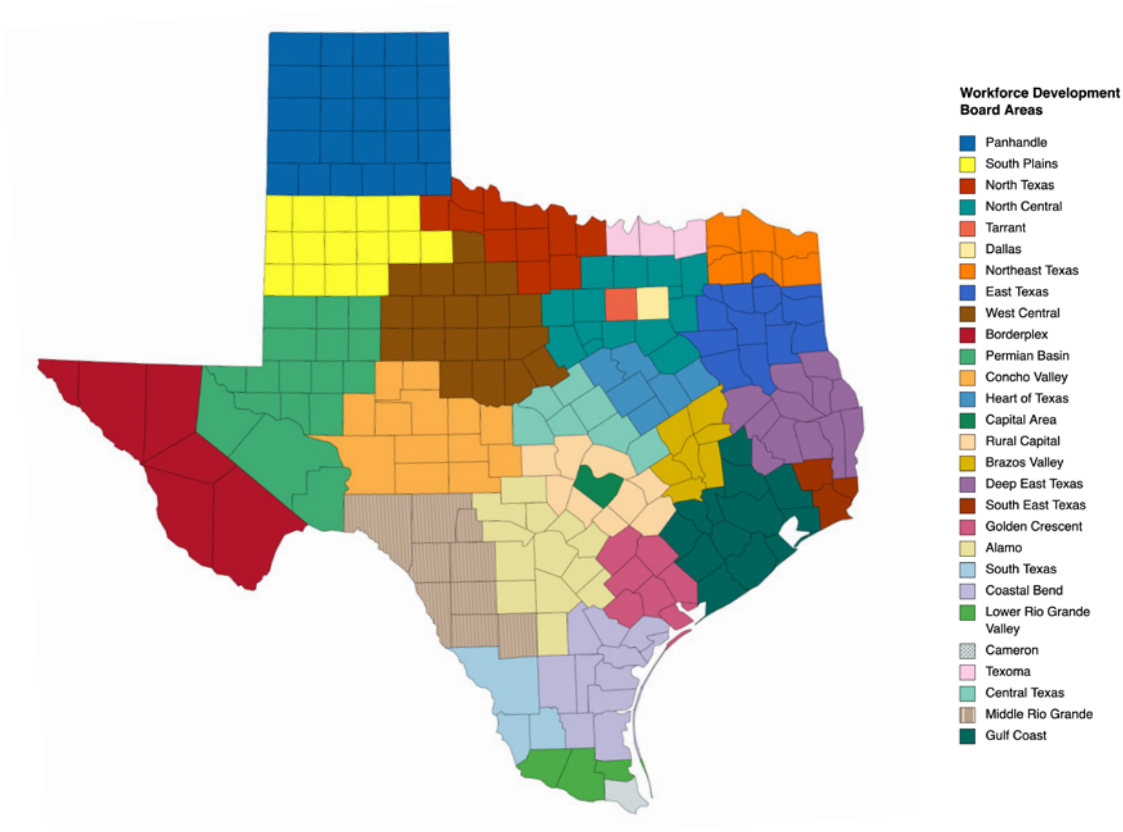 Workforce Development
Board Areas
Panhandle
South Plains
North Texas
North Central
Tarrant
Dallas
Northeast Texas
East Texas
West Central
Borderplex
Permian Basin
Concho Valley
Heart of Texas
Capital Area
Rural Capital
Brazos Valley
Deep East Texas
South East Texas
Golden Crescent
Alamo
South Texas
Coastal Bend
Lower Rio Grande
Valley
Cameron
Texoma
Central Texas
Middle Rio Grande
Gulf Coast